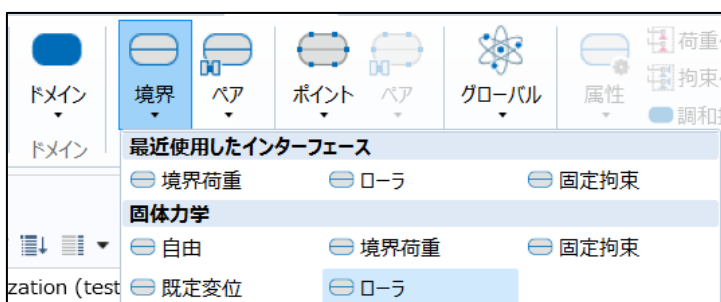 ドメイン 境界 ペア ポイント ペア グローバル 属性
荷重
拘束
調和
ドメイン
最近使用したインターフェース
境界荷重 ローラ 固定拘束
固体力学
自由 境界荷重 固定拘束
zation (test 既定変位 ローラ